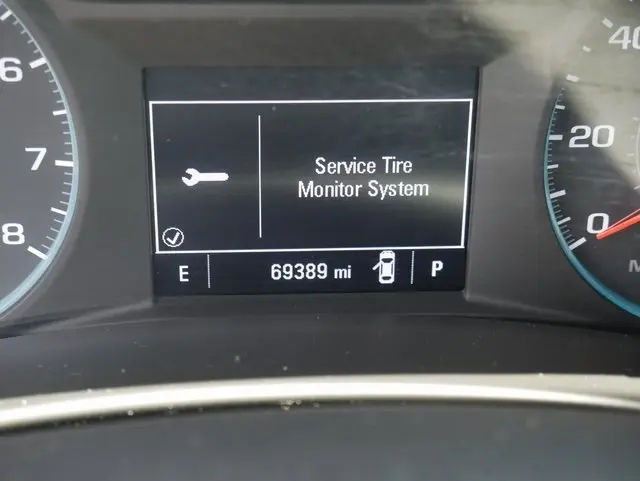 6
7
8
Service Tire
Monitor System
E
69389 mi
P
40
20
0
M